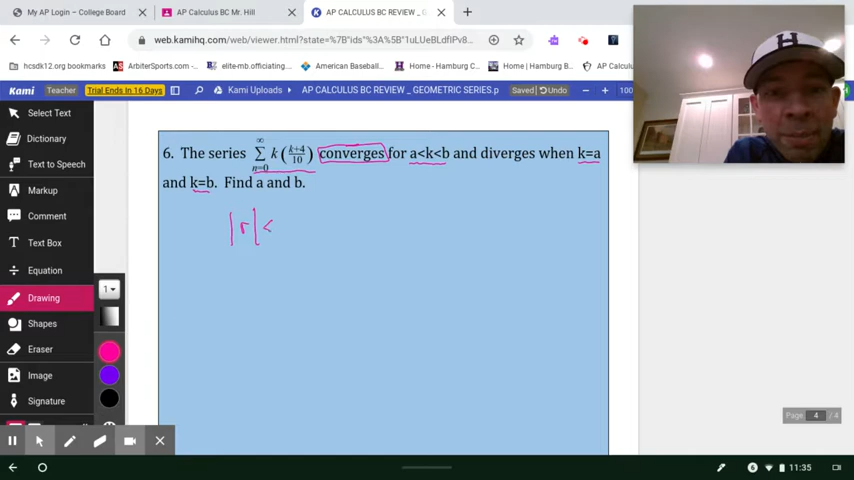 My AP Login – College Board
AP Calculus BC Mr. Hill
AP CALCULUS BC REVIEW _ G
web.kamihq.com/web/viewer.html?state=%7B"ids"%3A%5B"1uLUeBLdfIPv8...
hcsdk12.org bookmarks
ArbiterSports.com
elite-mb.officiating...
American Baseball...
Home - Hamburg C...
Hamburg C
AP Cal
Kami
Teacher
Trial Ends In 16 Days
Kami Uploads
AP CALCULUS BC REVIEW _ GEOMETRIC SERIES.p
Saved
Undo
100
Select Text
Dictionary
Text to Speech
Markup
Comment
Text Box
Equation
1
Drawing
Shapes
Eraser
Image
Signature
6. The series ∞ Σ n=0 k (k+4/10) converges for a<k<b and diverges when k=a
and k=b. Find a and b.
|r|<
Page 4 / 4
H
6
11:35